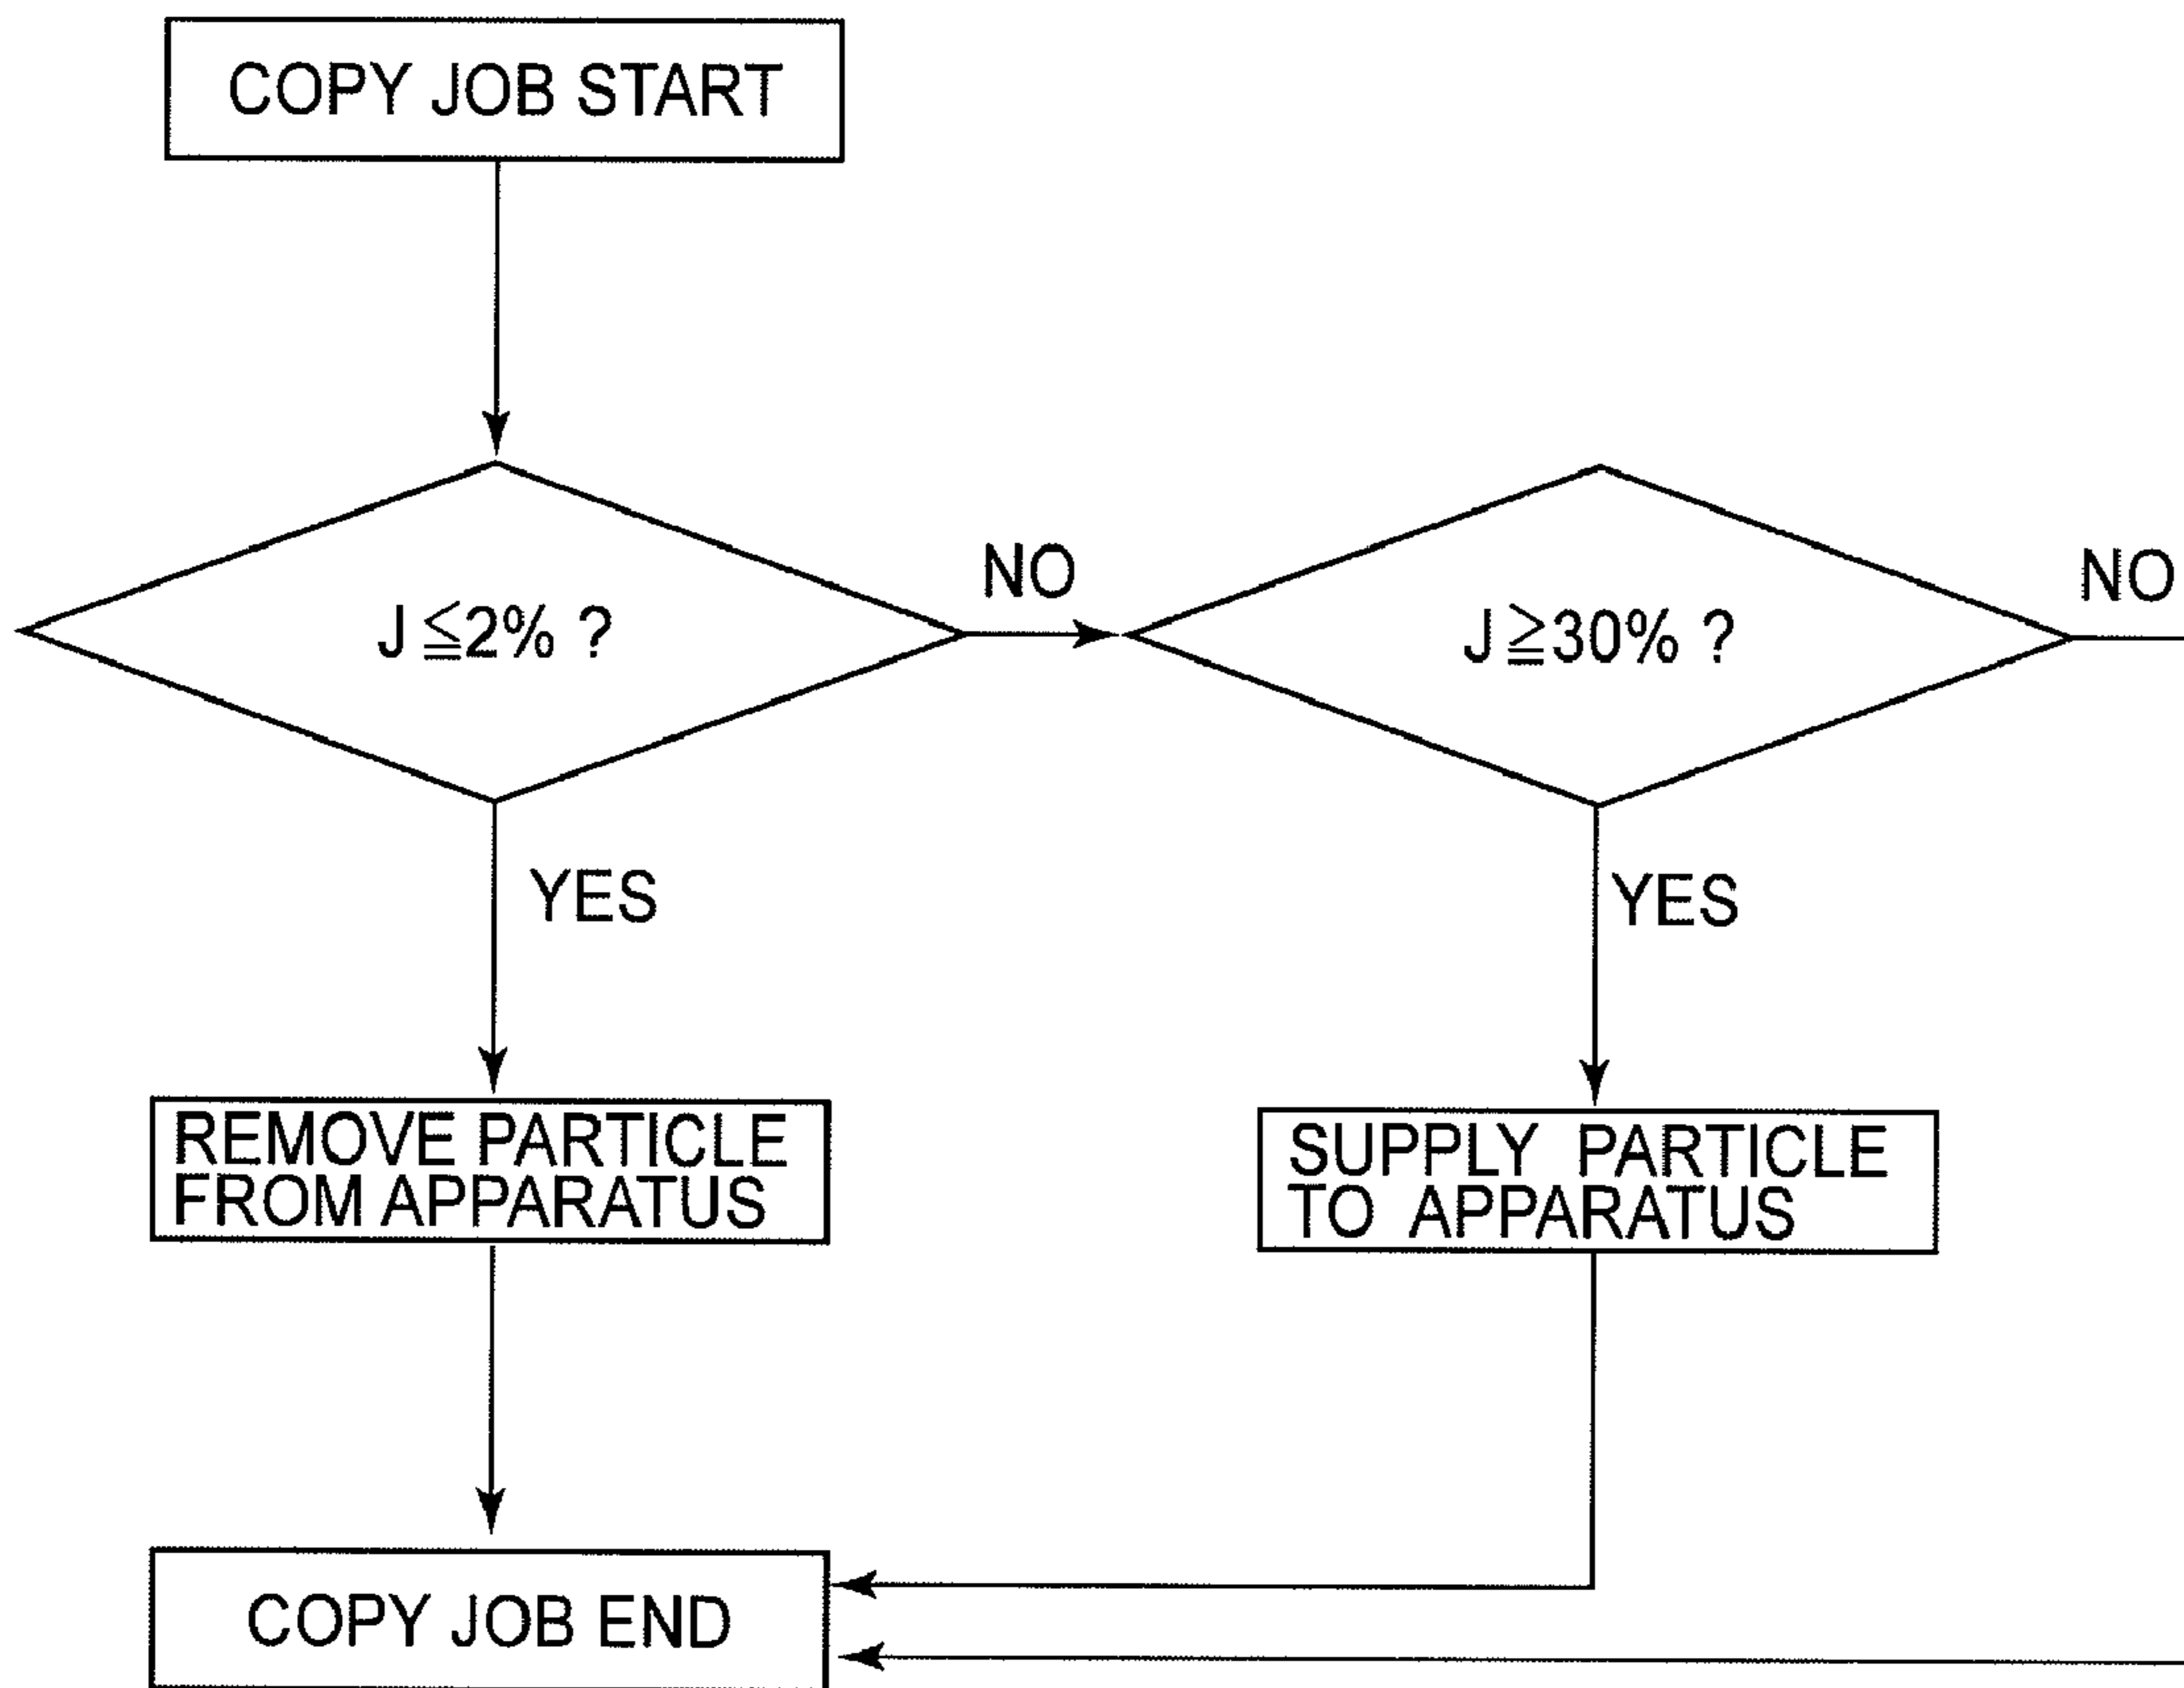 COPY JOB START
J≦2% ?
NO
J≧30% ?
NO
YES
YES
REMOVE PARTICLE
FROM APPARATUS
SUPPLY PARTICLE
TO APPARATUS
COPY JOB END